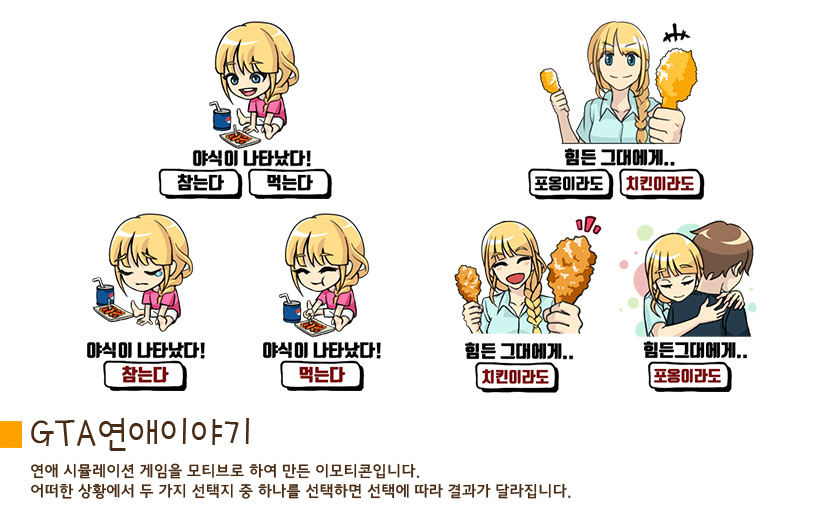 야식이 나타났다!
참는다 먹는다
힘든 그대에게..
포옹이라도 치킨이라도
야식이 나타났다!
참는다
야식이 나타났다!
먹는다
힘든 그대에게..
치킨이라도
힘든그대에게..
포옹이라도
GTA연애이야기
연애 시뮬레이션 게임을 모티브로 하여 만든 이모티콘입니다.
어떠한 상황에서 두 가지 선택지 중 하나를 선택하면 선택에 따라 결과가 달라집니다.